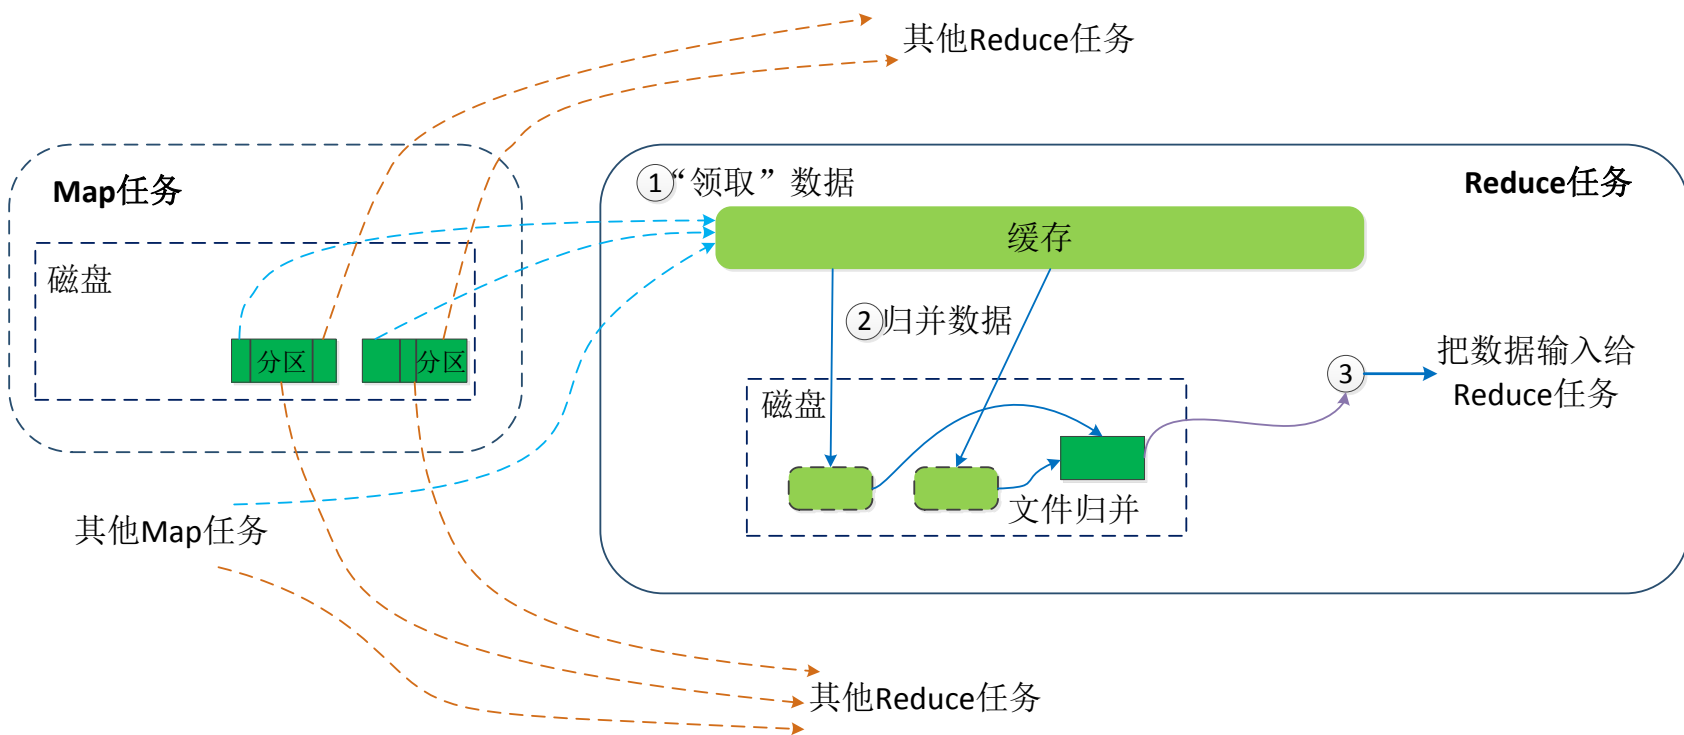 其他Reduce任务
Map任务
①“领取”数据
Reduce任务
缓存
磁盘
②归并数据
分区
分区
③
把数据输入给
Reduce任务
磁盘
文件归并
其他Map任务
其他Reduce任务